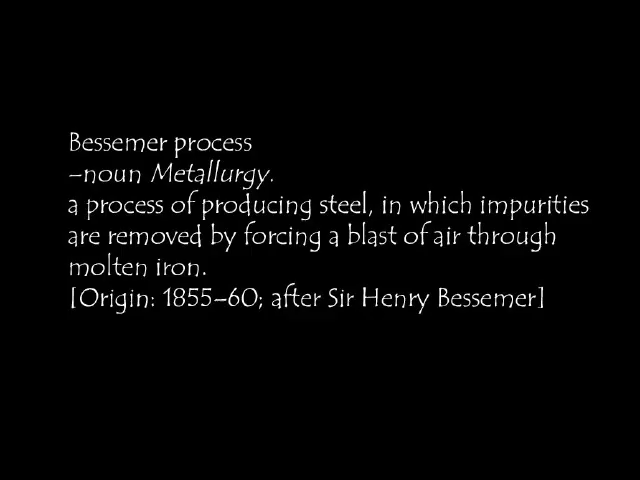 Bessemer process
–noun Metallurgy.
a process of producing steel, in which impurities
are removed by forcing a blast of air through
molten iron.
[Origin: 1855–60; after Sir Henry Bessemer]